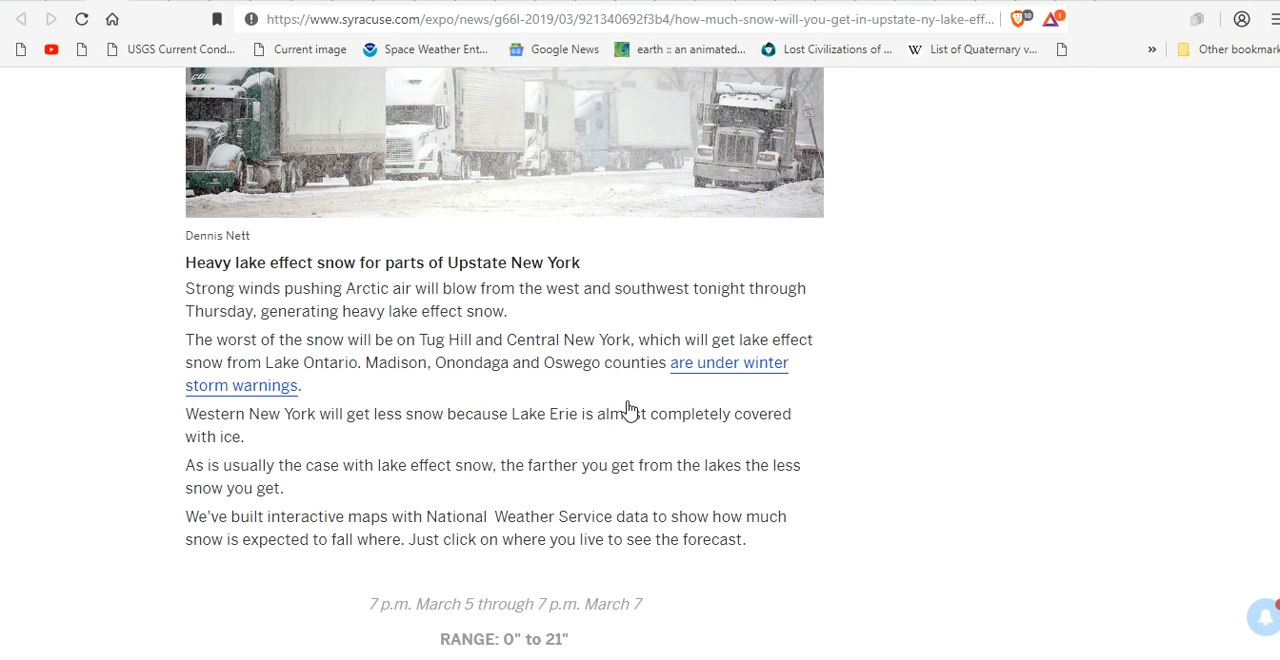 https://www.syracuse.com/expo/news/g66l-2019/03/921340692f3b4/how-much-snow-will-you-get-in-upstate-ny-lake-eff...
10
1
USGS Current Cond...
Current image
Space Weather Ent...
Google News
earth :: an animated...
Lost Civilizations of ...
W
List of Quaternary v...
»
Other bookmark
Dennis Nett
Heavy lake effect snow for parts of Upstate New York
Strong winds pushing Arctic air will blow from the west and southwest tonight through
Thursday, generating heavy lake effect snow.
The worst of the snow will be on Tug Hill and Central New York, which will get lake effect
snow from Lake Ontario. Madison, Onondaga and Oswego counties are under winter
storm warnings.
Western New York will get less snow because Lake Erie is almost completely covered
with ice.
As is usually the case with lake effect snow, the farther you get from the lakes the less
snow you get.
We've built interactive maps with National Weather Service data to show how much
snow is expected to fall where. Just click on where you live to see the forecast.
7 p.m. March 5 through 7 p.m. March 7
RANGE: 0" to 21"